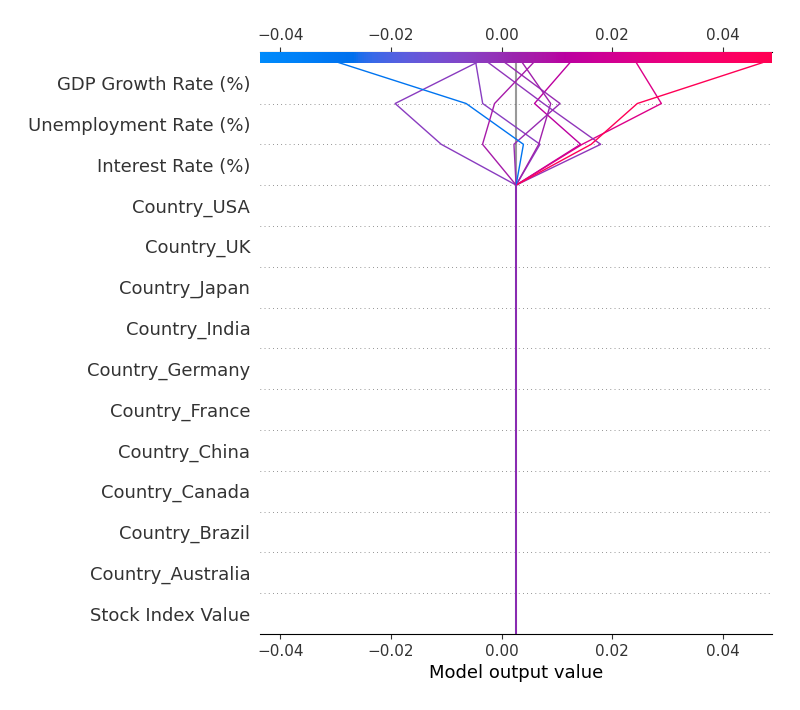 −0.04 −0.02 0.00 0.02 0.04
GDP Growth Rate (%)
Unemployment Rate (%)
Interest Rate (%)
Country_USA
Country_UK
Country_Japan
Country_India
Country_Germany
Country_France
Country_China
Country_Canada
Country_Brazil
Country_Australia
Stock Index Value
−0.04 −0.02 0.00 0.02 0.04
Model output value